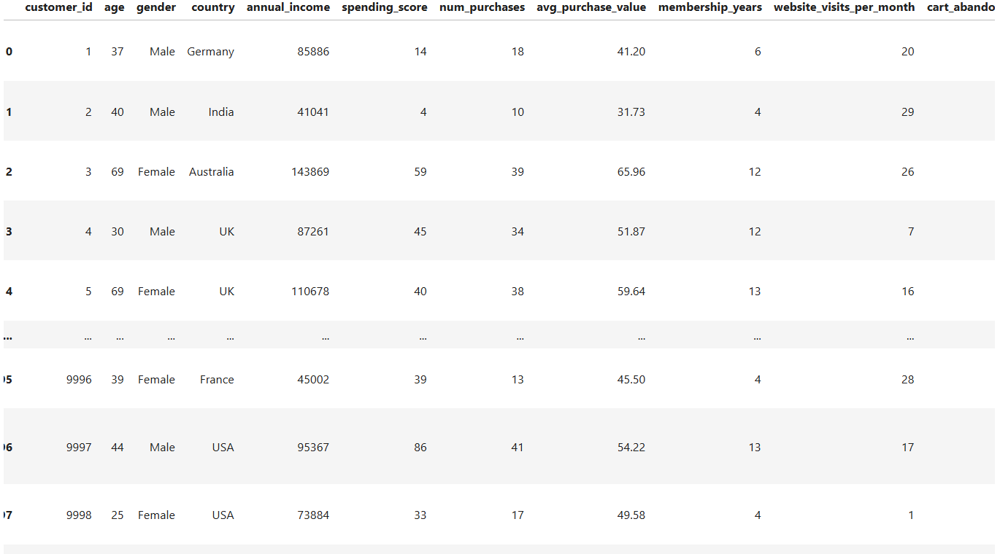 customer_id age gender country annual_income spending_score num_purchases avg_purchase_value membership_years website_visits_per_month cart_abando
0 1 37 Male Germany 85886 14 18 41.20 6 20
1 2 40 Male India 41041 4 10 31.73 4 29
2 3 69 Female Australia 143869 59 39 65.96 12 26
3 4 30 Male UK 87261 45 34 51.87 12 7
4 5 69 Female UK 110678 40 38 59.64 13 16
... ... ... ... ... ... ... ... ... ... ...
95 9996 39 Female France 45002 39 13 45.50 4 28
96 9997 44 Male USA 95367 86 41 54.22 13 17
97 9998 25 Female USA 73884 33 17 49.58 4 1